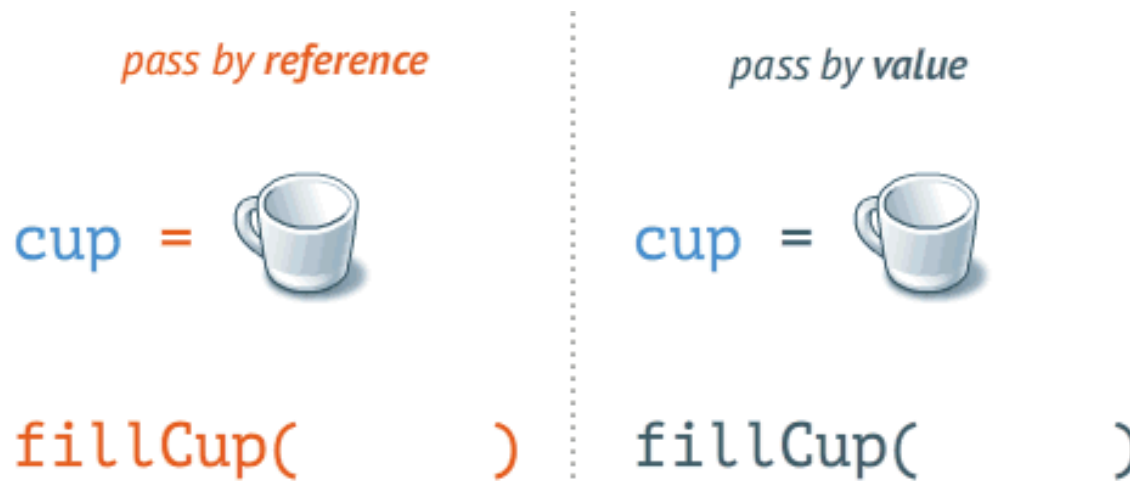 pass by reference
cup =
fillCup( )
pass by value
cup =
fillCup( )